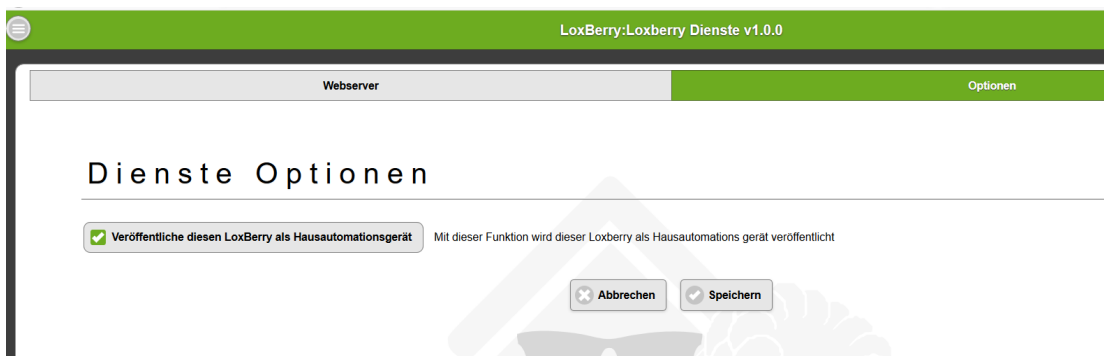 LoxBerry:Loxberry Dienste v1.0.0
Webserver
Optionen
Dienste Optionen
Veröffentliche diesen LoxBerry als Hausautomationsgerät Mit dieser Funktion wird dieser Loxberry als Hausautomations gerät veröffentlicht
Abbrechen
Speichern